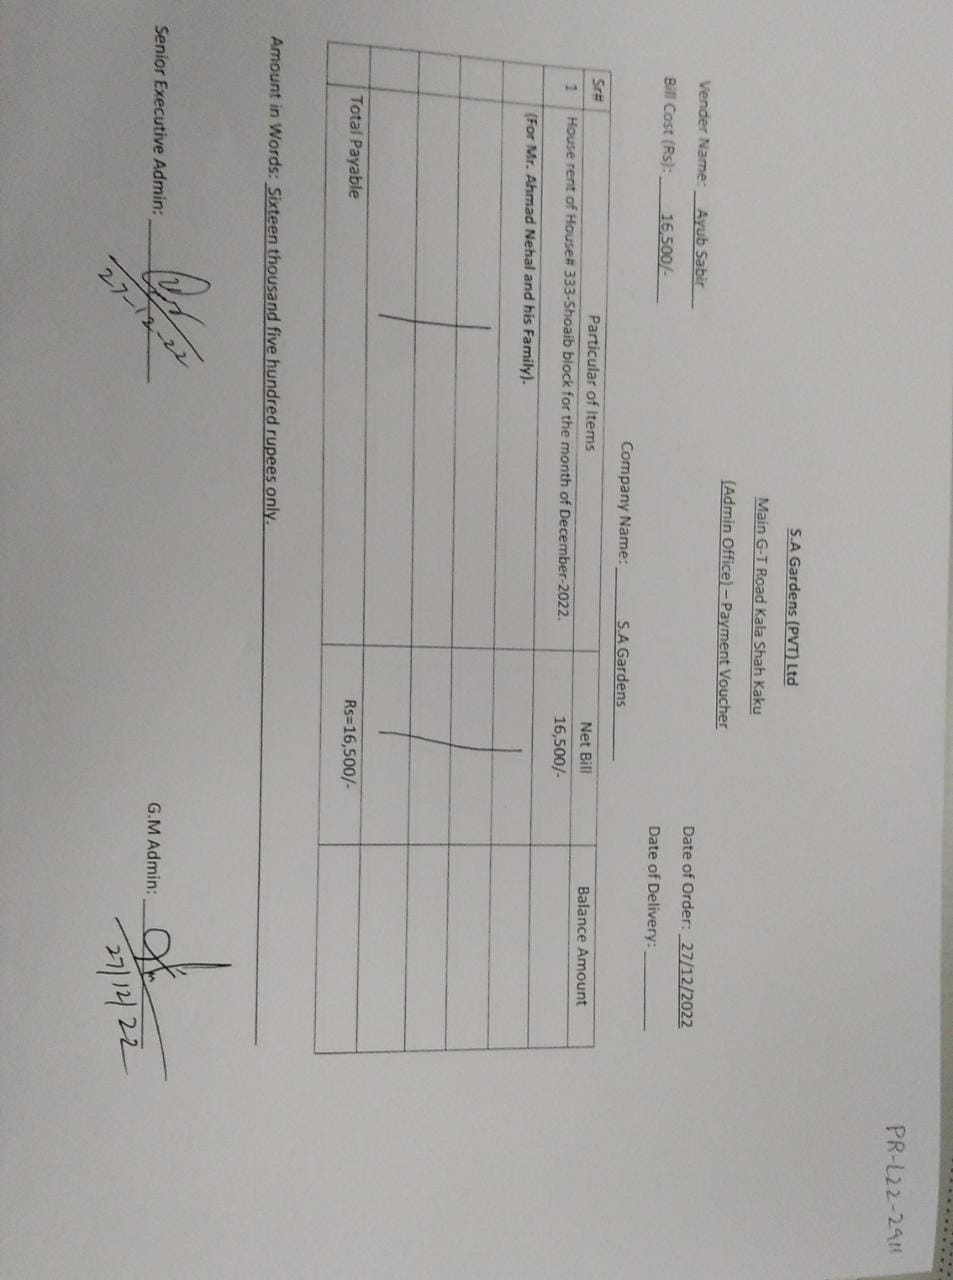 PR-L22-2911
S.A Gardens (PVT) Ltd
Main G-T Road Kala Shah Kaku
(Admin Office) – Payment Voucher
Vender Name: Ayub Sabir Date of Order: 27/12/2022
Bill Cost (Rs): 16,500/- Company Name: S.A Gardens Date of Delivery:
Sr# Particular of Items Net Bill Balance Amount
1 House rent of House# 333-Shoaib block for the month of December-2022. 16,500/-
(For Mr. Ahmad Nehal and his Family).
Total Payable Rs=16,500/-
Amount in Words: Sixteen thousand five hundred rupees only.
Senior Executive Admin: G.M Admin:
27-12-22 27/12/22